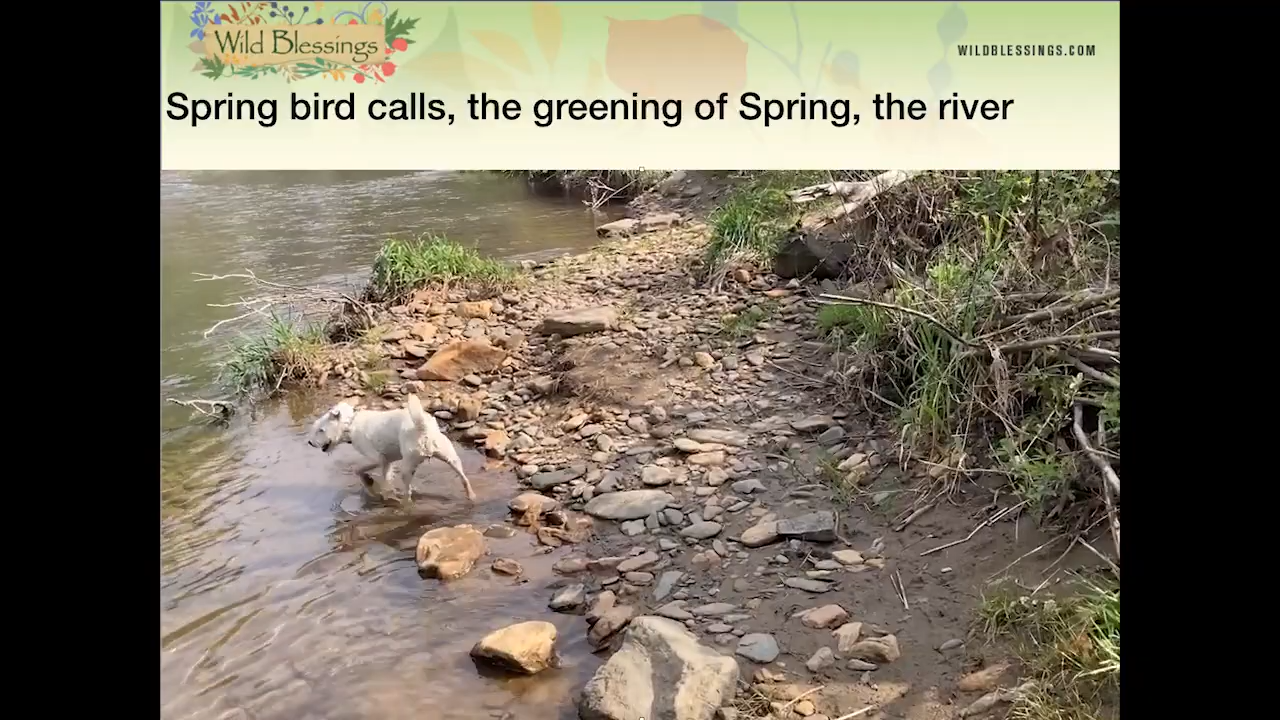 Wild Blessings
WILDBLESSINGS.COM
Spring bird calls, the greening of Spring, the river